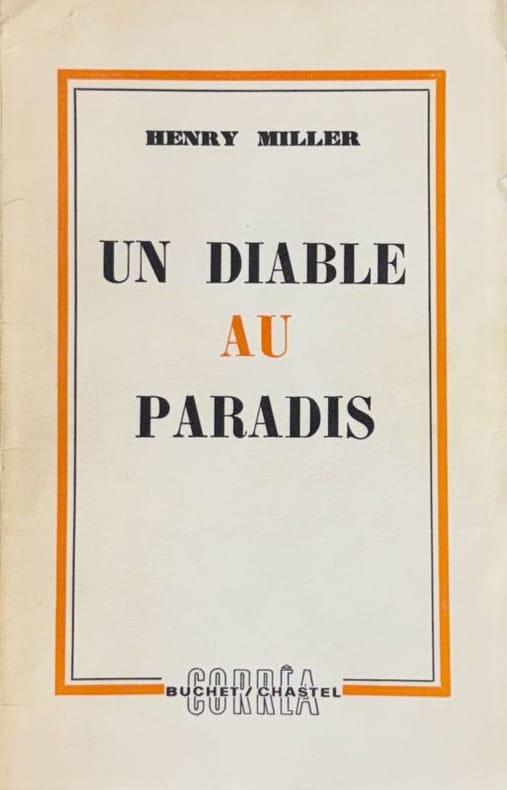 HENRY MILLER
UN DIABLE
AU
PARADIS
CORRÊA
BUCHET/CHASTEL